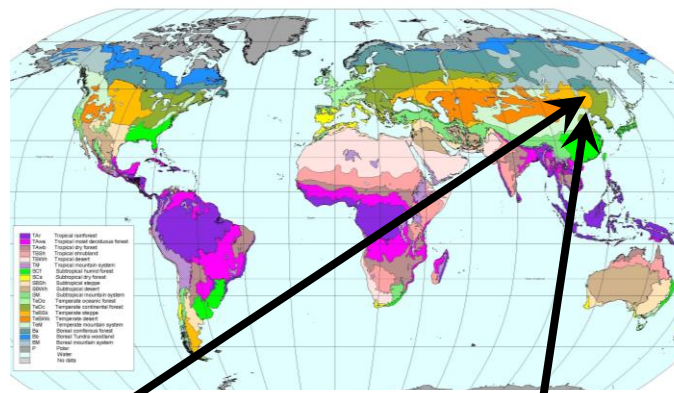 TAr Tropical rainforest
TAwa Tropical moist deciduous forest
TAwb Tropical dry forest
TBSh Tropical shrubland
TBWh Tropical desert
TM Tropical mountain system
SCf Subtropical humid forest
SCs Subtropical dry forest
SBSh Subtropical steppe
SBWh Subtropical desert
SM Subtropical mountain system
TeDo Temperate oceanic forest
TeDc Temperate continental forest
TeBSk Temperate steppe
TeBWk Temperate desert
TeM Temperate mountain system
Ba Boreal coniferous forest
Bb Boreal Tundra woodland
BM Boreal mountain system
P Polar
Water
No data